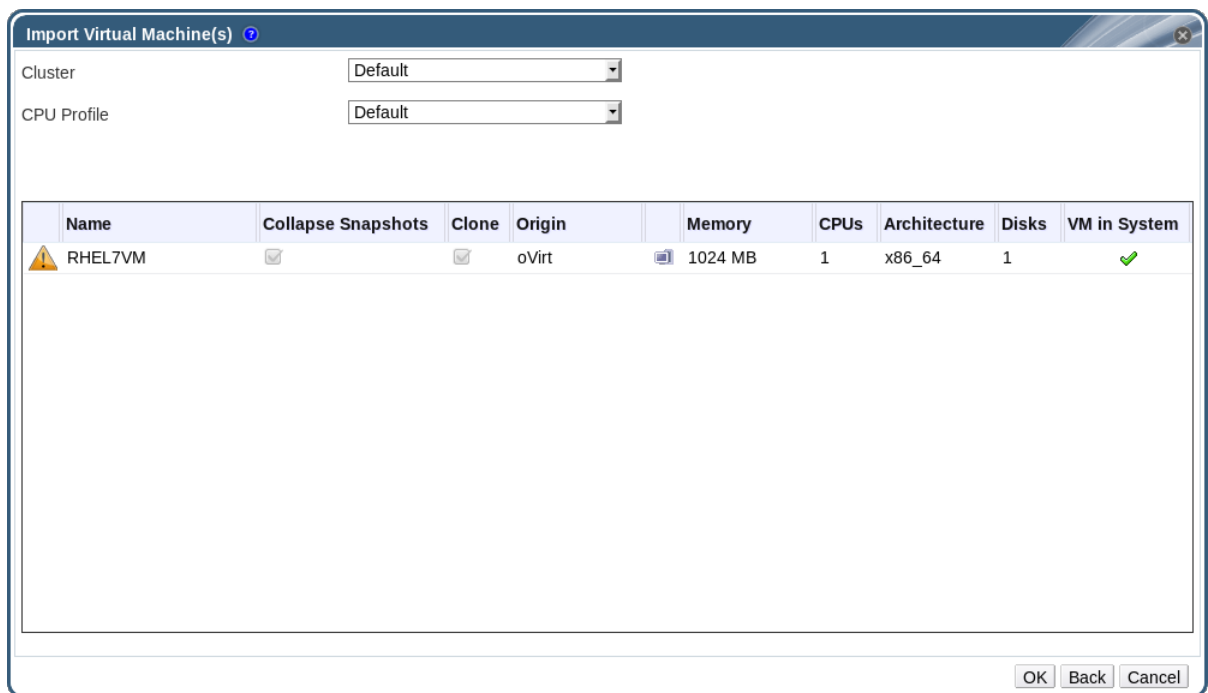 Import Virtual Machine(s) ?
Cluster Default
CPU Profile Default
Name Collapse Snapshots Clone Origin Memory CPUs Architecture Disks VM in System
RHEL7VM oVirt 1024 MB 1 x86_64 1
OK Back Cancel